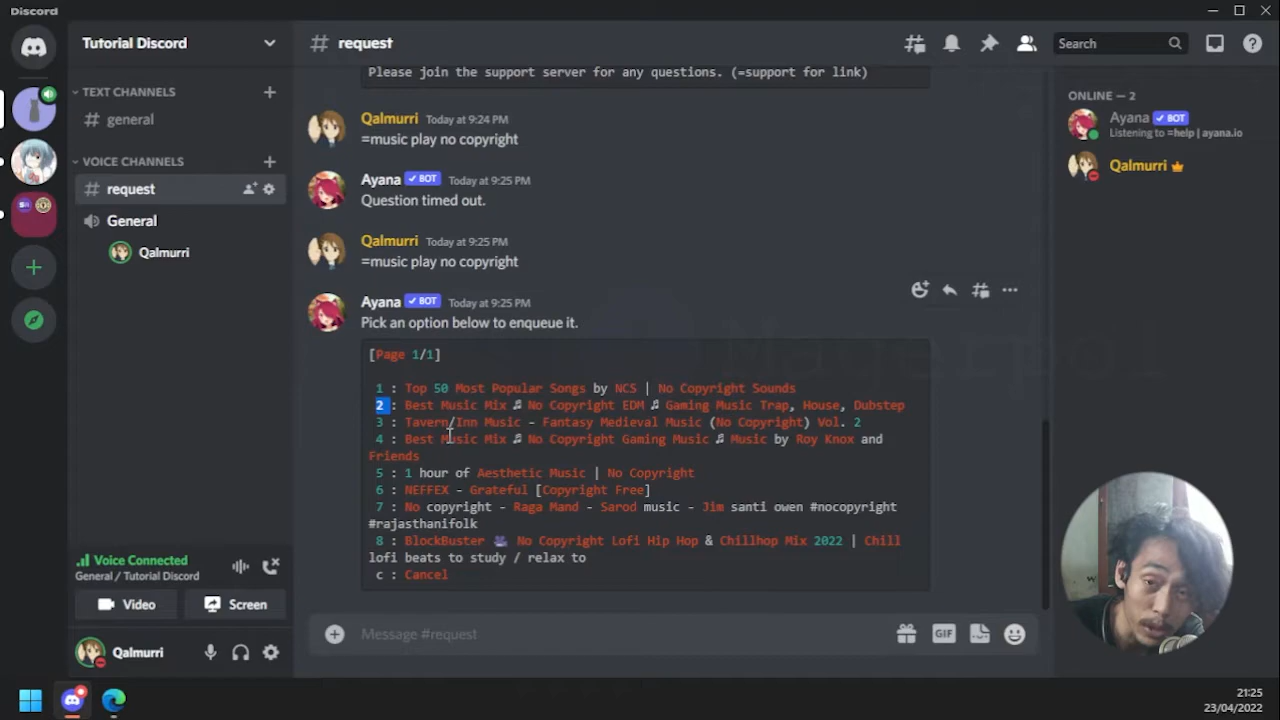 Discord
Tutorial Discord
TEXT CHANNELS
general
VOICE CHANNELS
request
General
Qalmurri
Voice Connected
General / Tutorial Discord
Video
Screen
Qalmurri
# request
Search
Please join the support server for any questions. (=support for link)
Qalmurri Today at 9:24 PM
=music play no copyright
Ayana BOT Today at 9:25 PM
Question timed out.
Qalmurri Today at 9:25 PM
=music play no copyright
Ayana BOT Today at 9:25 PM
Pick an option below to enqueue it.
[Page 1/1]
1 : Top 50 Most Popular Songs by NCS | No Copyright Sounds
2 : Best Music Mix ♫ No Copyright EDM ♫ Gaming Music Trap, House, Dubstep
3 : Tavern/Inn Music - Fantasy Medieval Music (No Copyright) Vol. 2
4 : Best Music Mix ♫ No Copyright Gaming Music ♫ Music by Roy Knox and
Friends
5 : 1 hour of Aesthetic Music | No Copyright
6 : NEFFEX - Grateful [Copyright Free]
7 : No copyright - Raga Mand - Sarod music - Jim santi owen #nocopyright
#rajasthanifolk
8 : BlockBuster No Copyright Lofi Hip Hop & Chillhop Mix 2022 | Chill
lofi beats to study / relax to
c : Cancel
Message #request
GIF
ONLINE — 2
Ayana BOT
Listening to =help | ayana.io
Qalmurri
Magerpol
21:25
23/04/2022